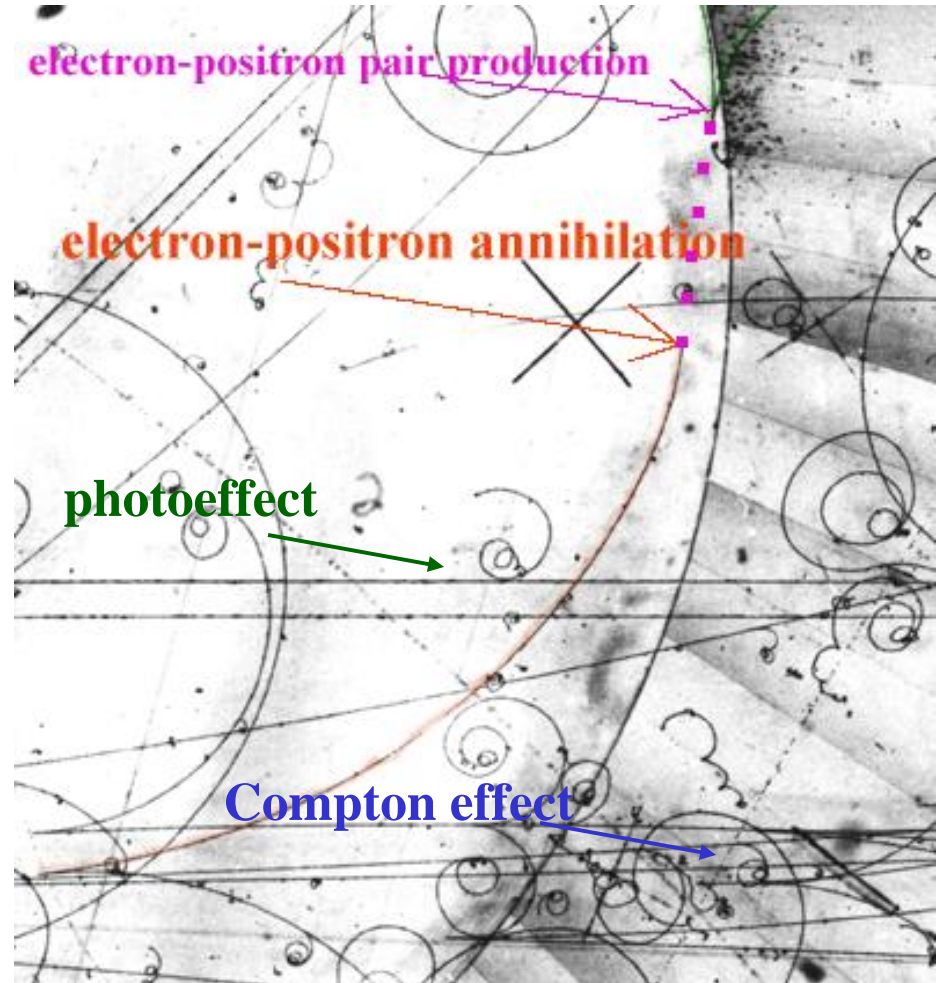 electron-positron pair production
electron-positron annihilation
photoeffect
Compton effect